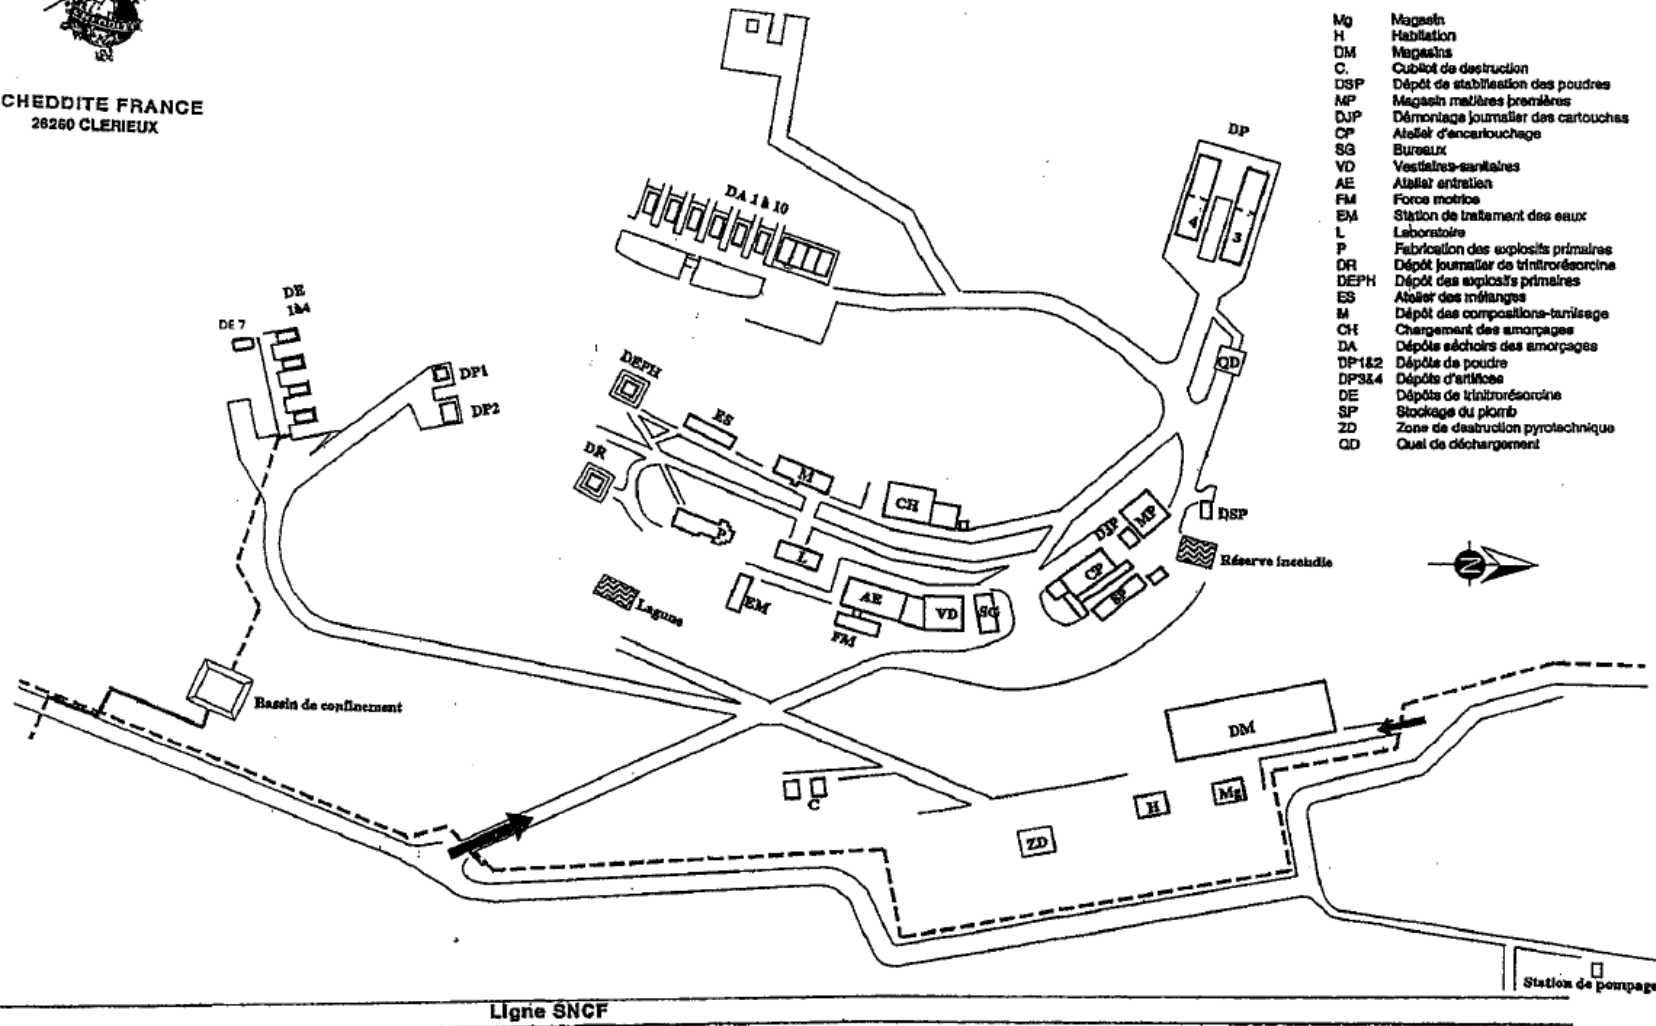 CHEDDITE FRANCE
26260 CLERIEUX
Mg Magasin
H Habitation
DM Magasins
C. Cubilot de destruction
DSP Dépôt de stabilisation des poudres
MP Magasin matières premières
DJP Démontage journalier des cartouches
CP Atelier d'encartouchage
SG Bureaux
VD Vestiaires-sanitaires
AE Atelier entretien
FM Force motrice
EM Station de traitement des eaux
L Laboratoire
P Fabrication des explosifs primaires
DR Dépôt journalier de trinitrorésorcine
DEPH Dépôt des explosifs primaires
ES Atelier des mélanges
M Dépôt des compositions-tamisage
CH Chargement des amorçages
DA Dépôts séchoirs des amorçages
DP1&2 Dépôts de poudre
DP3&4 Dépôts d'artifices
DE Dépôts de trinitrorésorcine
SP Stockage du plomb
ZD Zone de destruction pyrotechnique
QD Quai de déchargement
DP
4
3
DA 1 à 10
DE
1à4
DE 7
DP1
DP2
QD
DEPH
ES
DR
M
CH
P
L
DJP
MP
DSP
Réserve incendie
N
CP
SP
Lagune
EM
AE
VD
SG
FM
Bassin de confinement
DM
C
H
Mg
ZD
Station de pompage
Ligne SNCF